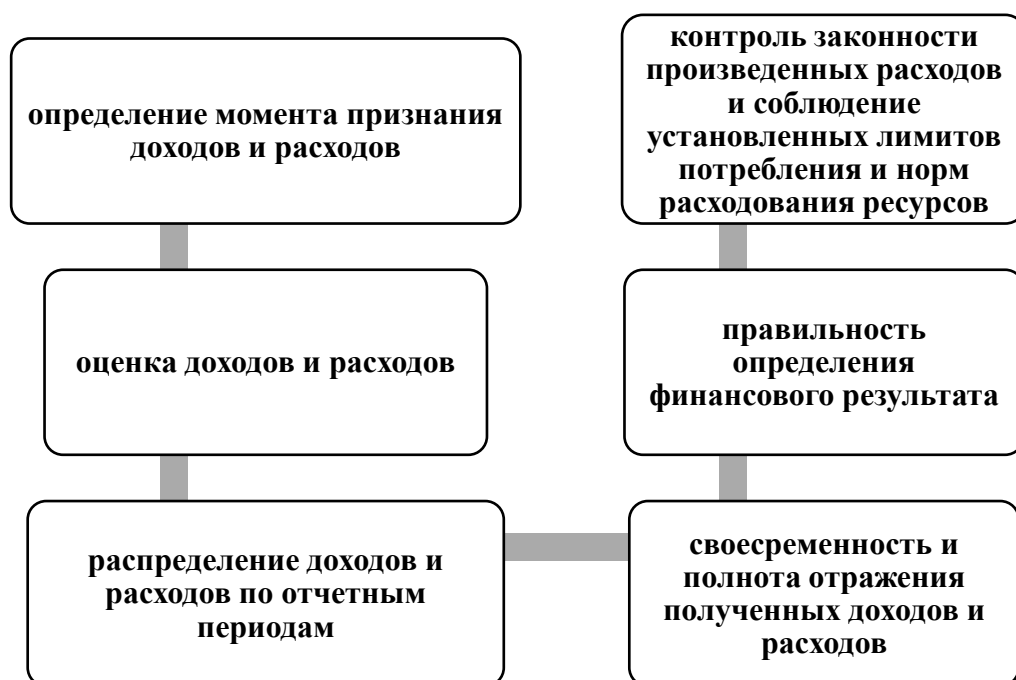 определение момента признания
доходов и расходов
оценка доходов и расходов
распределение доходов и
расходов по отчетным
периодам
своесременность и
полнота отражения
полученных доходов и
расходов
правильность
определения
финансового результата
контроль законности
произведенных расходов
и соблюдение
установленных лимитов
потребления и норм
расходования ресурсов